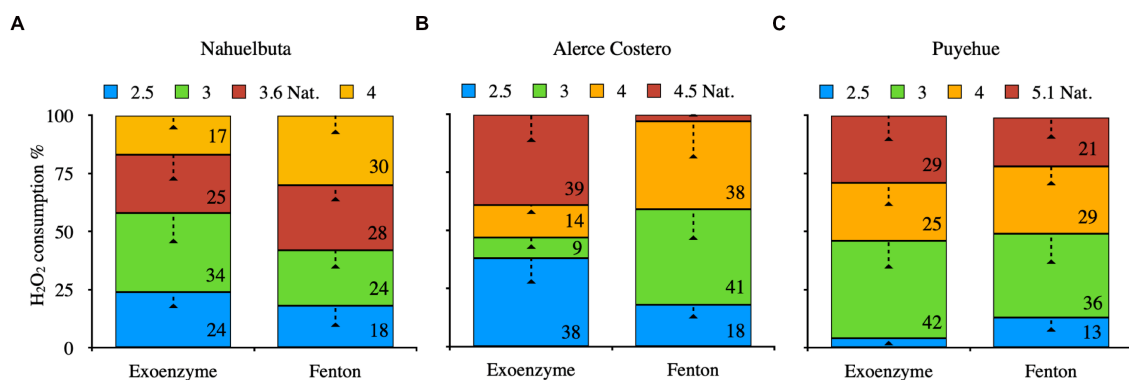 A
B
C
Nahuelbuta
Alerce Costero
Puyehue
2.5 3 3.6 Nat. 4
2.5 3 4 4.5 Nat.
2.5 3 4 5.1 Nat.
H₂O₂ consumption %
100
75
50
25
0
17
25
34
24
30
28
24
18
39
14
9
38
38
41
18
29
25
42
21
29
36
13
Exoenzyme Fenton
Exoenzyme Fenton
Exoenzyme Fenton